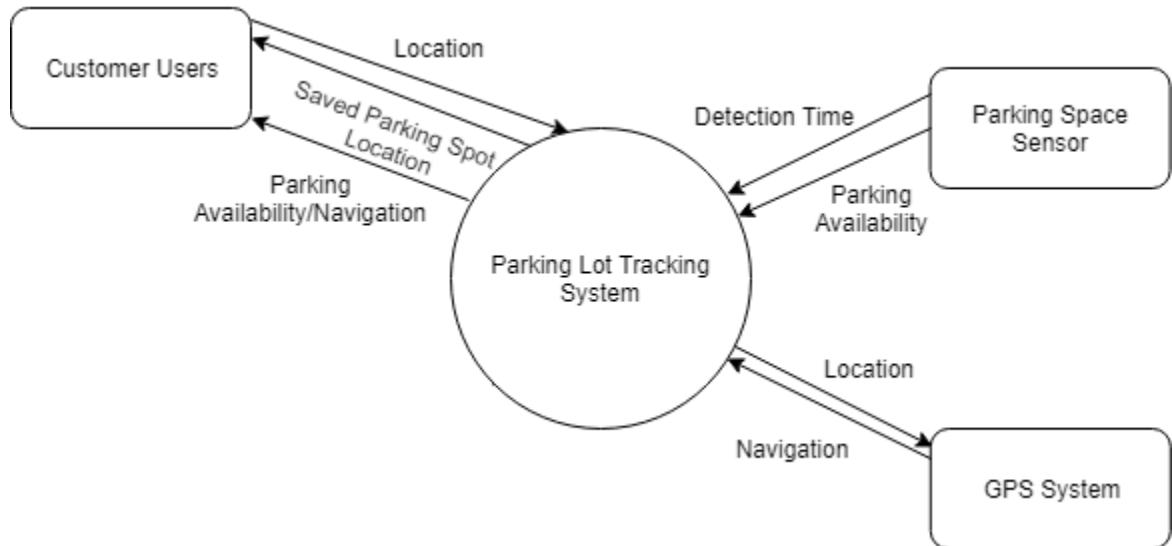 Customer Users
Location
Saved Parking Spot
Location
Parking
Availability/Navigation
Detection Time
Parking Space
Sensor
Parking
Availability
Parking Lot Tracking
System
Location
Navigation
GPS System